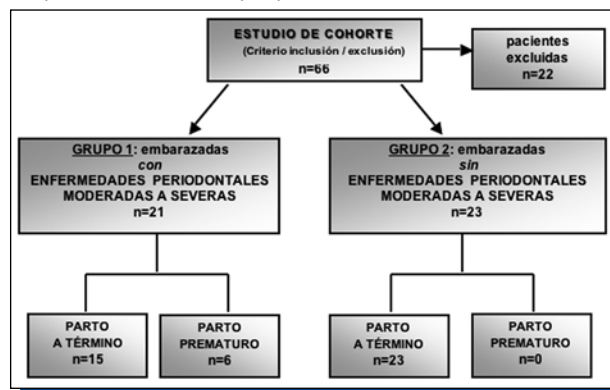 ESTUDIO DE COHORTE
(Criterio inclusión / exclusión)
n=66
pacientes
excluidas
n=22
GRUPO 1: embarazadas
con
ENFERMEDADES PERIODONTALES
MODERADAS A SEVERAS
n=21
GRUPO 2: embarazadas
sin
ENFERMEDADES PERIODONTALES
MODERADAS A SEVERAS
n=23
PARTO
A TÉRMINO
n=15
PARTO
PREMATURO
n=6
PARTO
A TÉRMINO
n=23
PARTO
PREMATURO
n=0